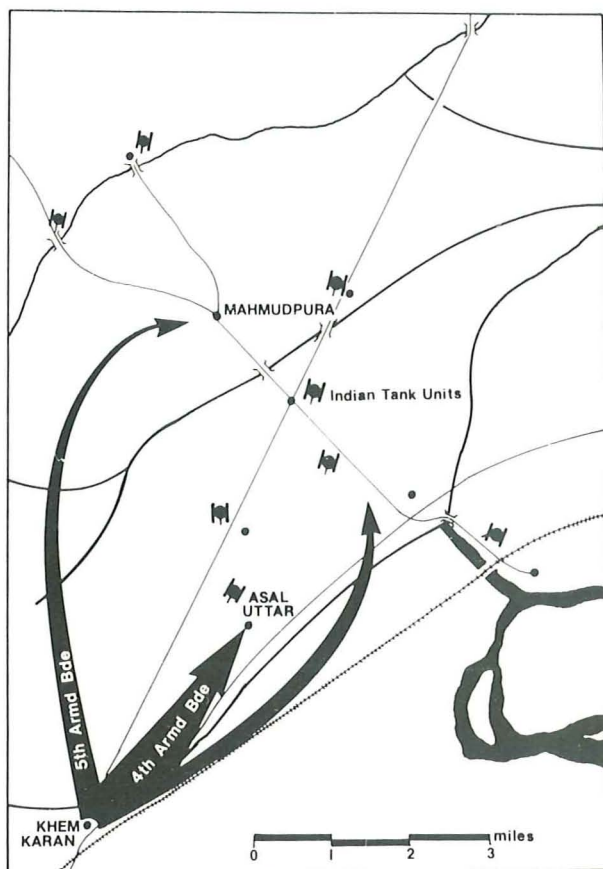 MAHMUDPURA
Indian Tank Units
ASAL
UTTAR
5th Armd Bde
4th Armd Bde
KHEM
KARAN
miles
0 1 2 3